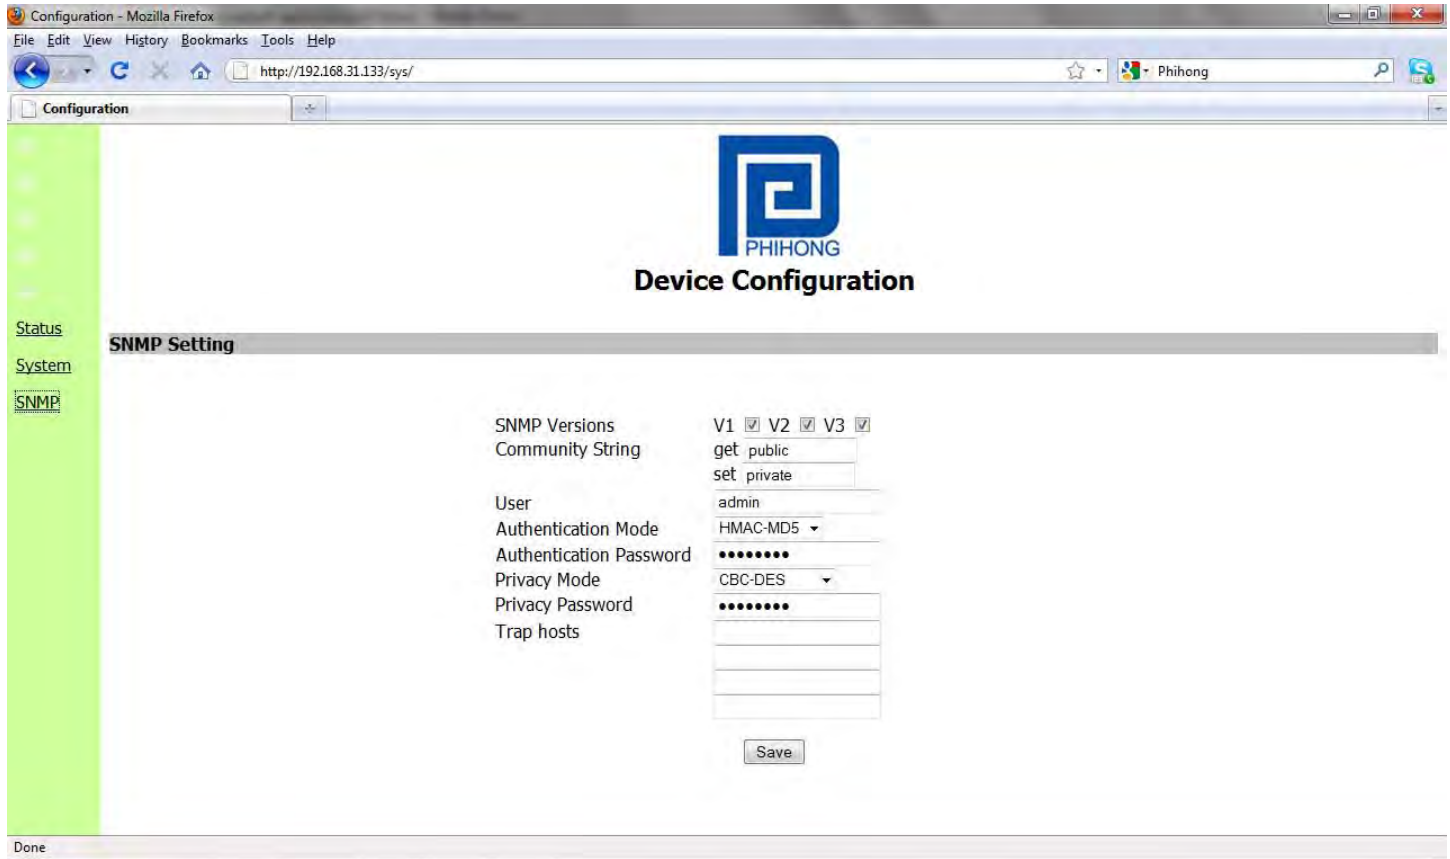 Configuration - Mozilla Firefox
File Edit View History Bookmarks Tools Help
http://192.168.31.133/sys/
Phihong
Configuration
PHIHONG
Device Configuration
Status
System
SNMP
SNMP Setting
SNMP Versions V1 V2 V3
Community String get public
set private
User admin
Authentication Mode HMAC-MD5
Authentication Password ••••••••
Privacy Mode CBC-DES
Privacy Password ••••••••
Trap hosts
Save
Done